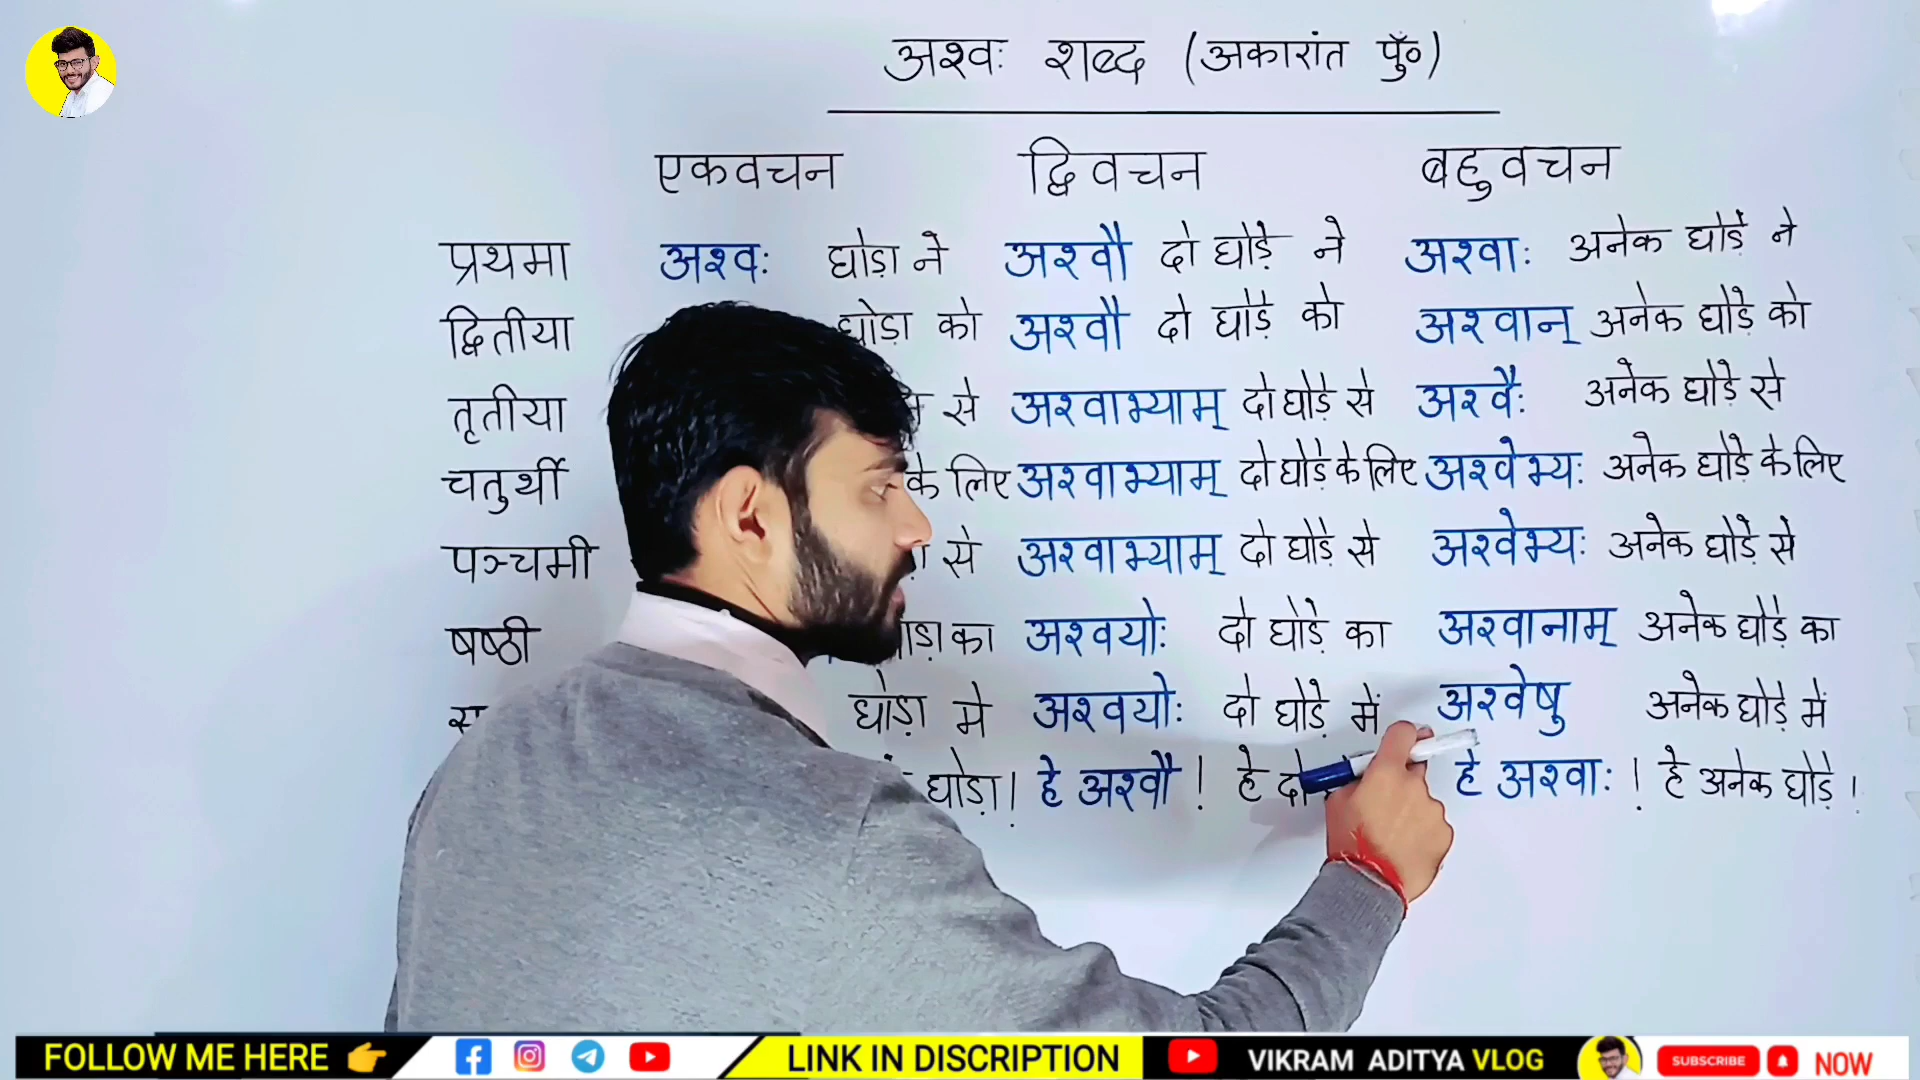 अश्वः शब्द (अकारांत पुँ०)
एकवचन द्विवचन बहुवचन
प्रथमा अश्वः घोड़ा ने अश्वौ दो घोड़े ने अश्वाः अनेक घोड़े ने
द्वितीया घोड़ा को अश्वौ दो घोड़े को अश्वान् अनेक घोड़े को
तृतीया से अश्वाभ्याम् दो घोड़े से अश्वैः अनेक घोड़े से
चतुर्थी के लिए अश्वाभ्याम् दो घोड़े के लिए अश्वेभ्यः अनेक घोड़े के लिए
पञ्चमी से अश्वाभ्याम् दो घोड़े से अश्वेभ्यः अनेक घोड़े से
षष्ठी का अश्वयोः दो घोड़े का अश्वानाम् अनेक घोड़े का
घोड़ा में अश्वयोः दो घोड़े में अश्वेषु अनेक घोड़े में
घोड़ा! हे अश्वौ! हे दो हे अश्वाः! हे अनेक घोड़े!
FOLLOW ME HERE LINK IN DISCRIPTION VIKRAM ADITYA VLOG SUBSCRIBE NOW